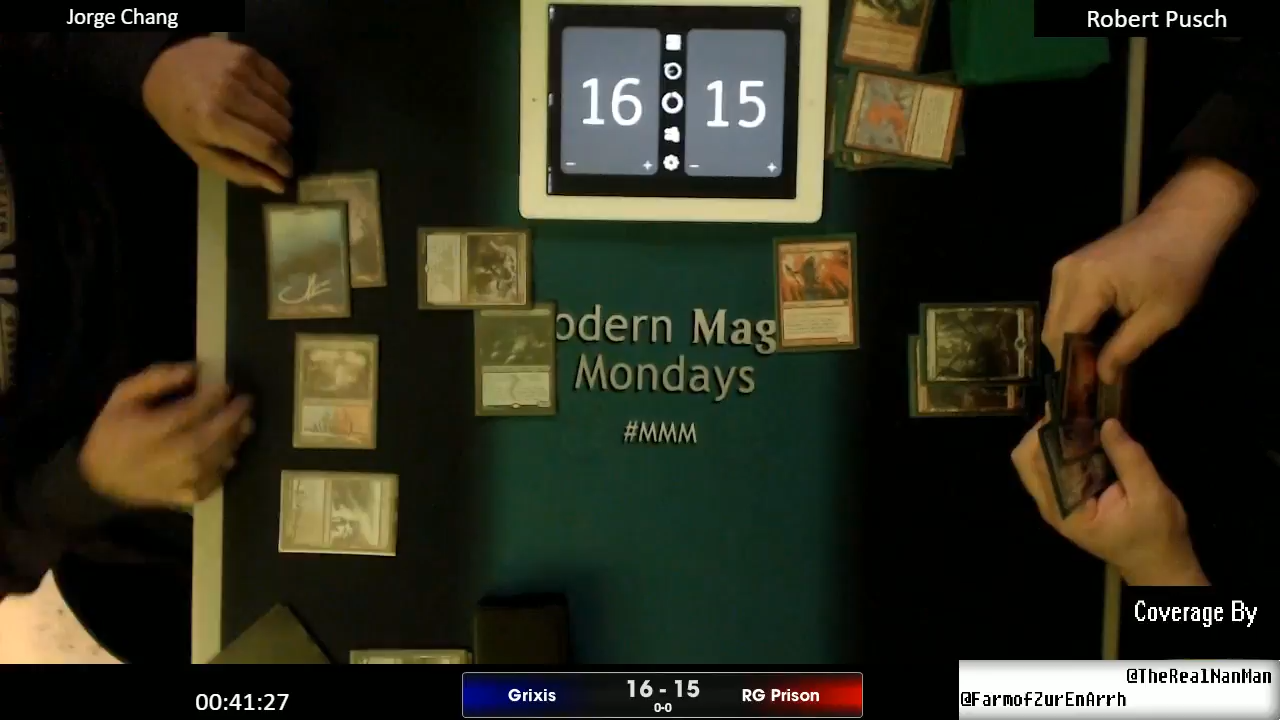 Jorge Chang
Robert Pusch
16
15
Modern Mag
Mondays
#MMM
Coverage By
@TheRealNanMan
@FarmofZurEnArrh
00:41:27
Grixis
16 - 15
0-0
RG Prison